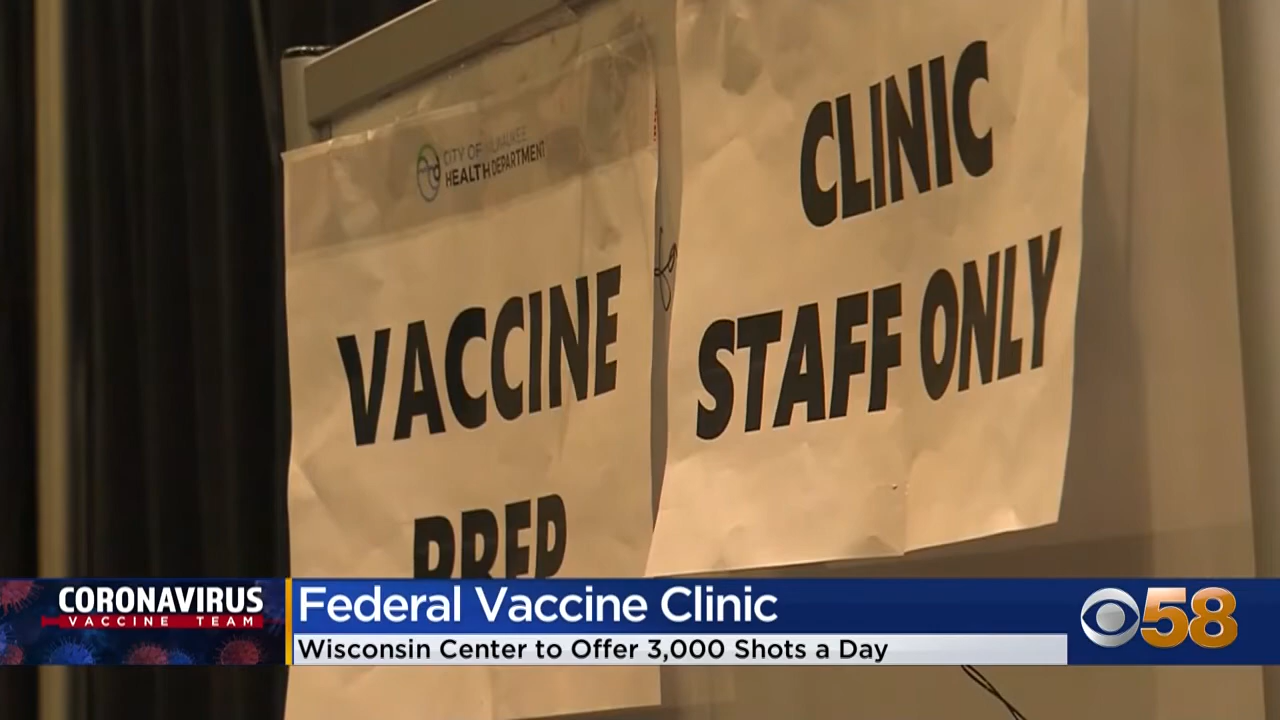 CITY OF MILWAUKEE
HEALTH DEPARTMENT
VACCINE
PREP
CLINIC
STAFF ONLY
CORONAVIRUS
VACCINE TEAM
Federal Vaccine Clinic
Wisconsin Center to Offer 3,000 Shots a Day
58